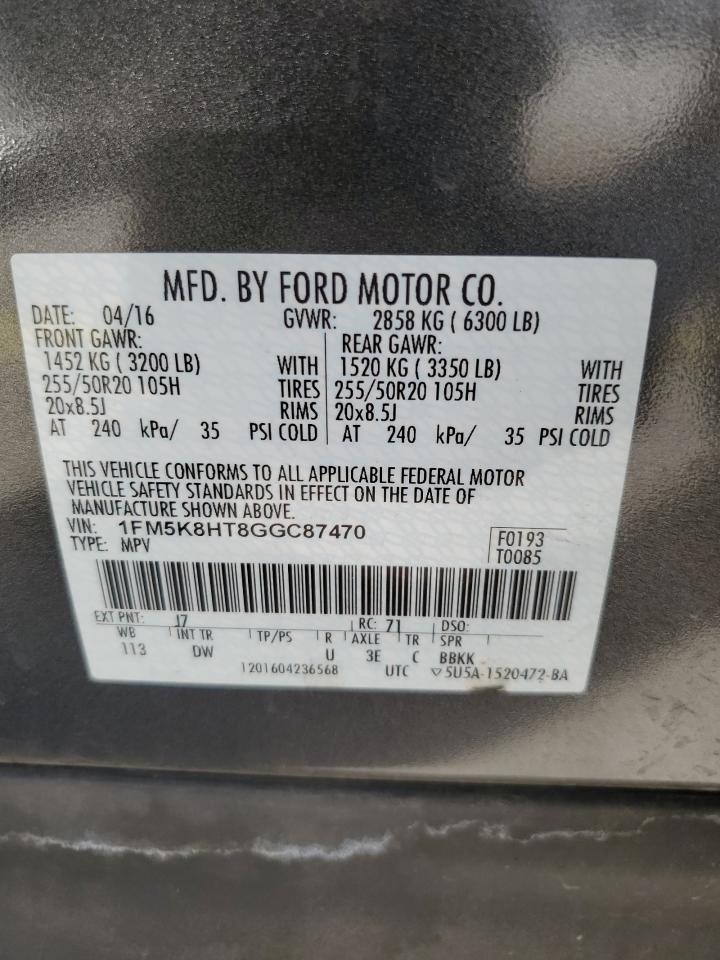 MFD. BY FORD MOTOR CO.
DATE: 04/16 GVWR: 2858 KG ( 6300 LB)
FRONT GAWR: REAR GAWR:
1452 KG ( 3200 LB) WITH 1520 KG ( 3350 LB) WITH
255/50R20 105H TIRES 255/50R20 105H TIRES
20x8.5J RIMS 20x8.5J RIMS
AT 240 kPa/ 35 PSI COLD AT 240 kPa/ 35 PSI COLD
THIS VEHICLE CONFORMS TO ALL APPLICABLE FEDERAL MOTOR
VEHICLE SAFETY STANDARDS IN EFFECT ON THE DATE OF
MANUFACTURE SHOWN ABOVE.
VIN: 1FM5K8HT8GGC87470 F0193
TYPE: MPV T0085
EXT PNT: J7 RC: 71 DSO:
WB INT TR TP/PS R AXLE TR SPR
113 DW U 3E C BBKK
1201604236568 UTC ▽5U5A-1520472-BA